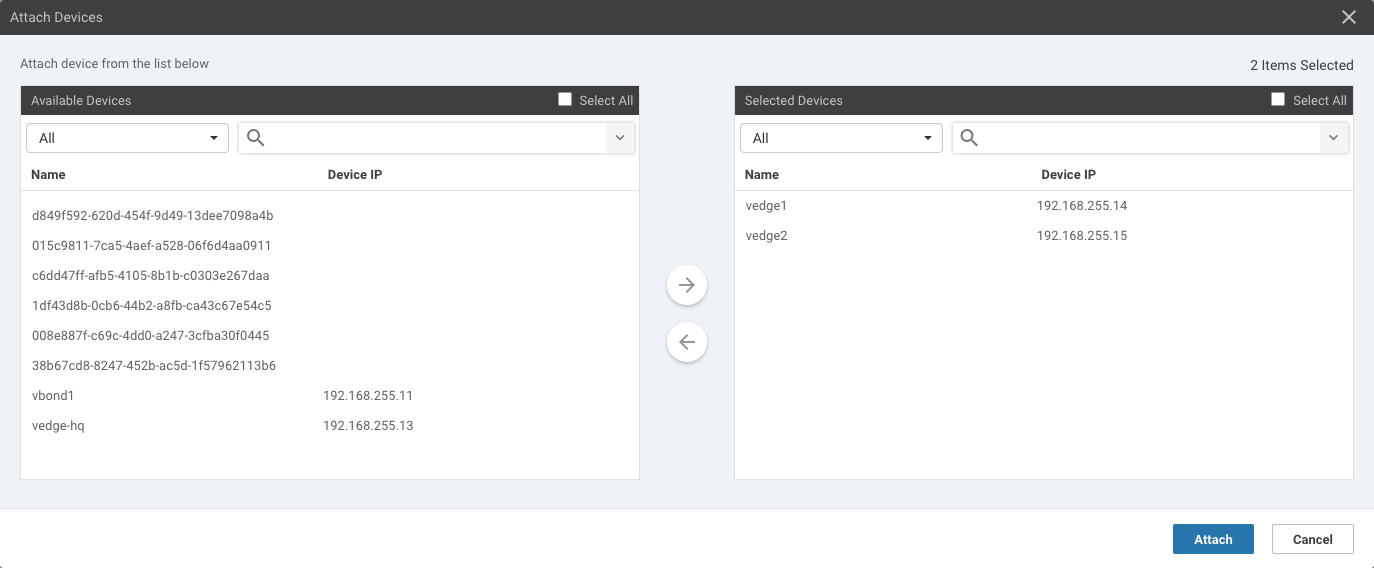 Attach Devices
Attach device from the list below
2 Items Selected
Available Devices
Select All
All
Name Device IP
d849f592-620d-454f-9d49-13dee7098a4b
015c9811-7ca5-4aef-a528-06f6d4aa0911
c6dd47ff-afb5-4105-8b1b-c0303e267daa
1df43d8b-0cb6-44b2-a8fb-ca43c67e54c5
008e887f-c69c-4dd0-a247-3cfba30f0445
38b67cd8-8247-452b-ac5d-1f57962113b6
vbond1 192.168.255.11
vedge-hq 192.168.255.13
Selected Devices
Select All
All
Name Device IP
vedge1 192.168.255.14
vedge2 192.168.255.15
Attach
Cancel